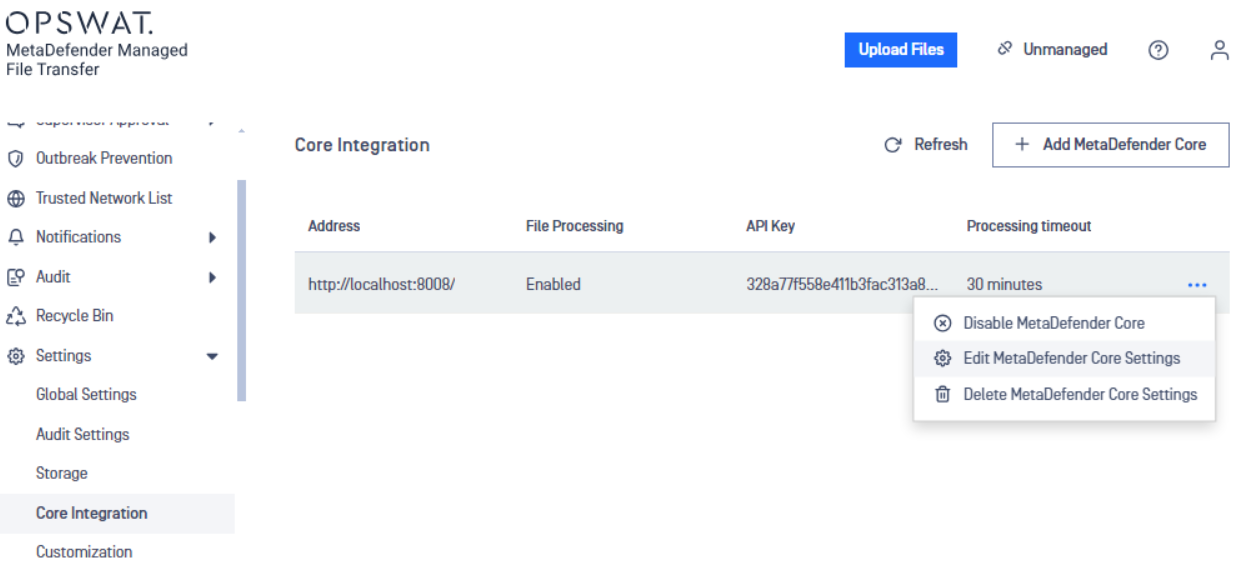 OPSWAT.
MetaDefender Managed
File Transfer
Upload Files
Unmanaged
Supervisor Approval
Outbreak Prevention
Trusted Network List
Notifications
Audit
Recycle Bin
Settings
Global Settings
Audit Settings
Storage
Core Integration
Customization
Core Integration
Refresh
+ Add MetaDefender Core
Address File Processing API Key Processing timeout
http://localhost:8008/ Enabled 328a77f558e411b3fac313a8... 30 minutes ...
Disable MetaDefender Core
Edit MetaDefender Core Settings
Delete MetaDefender Core Settings